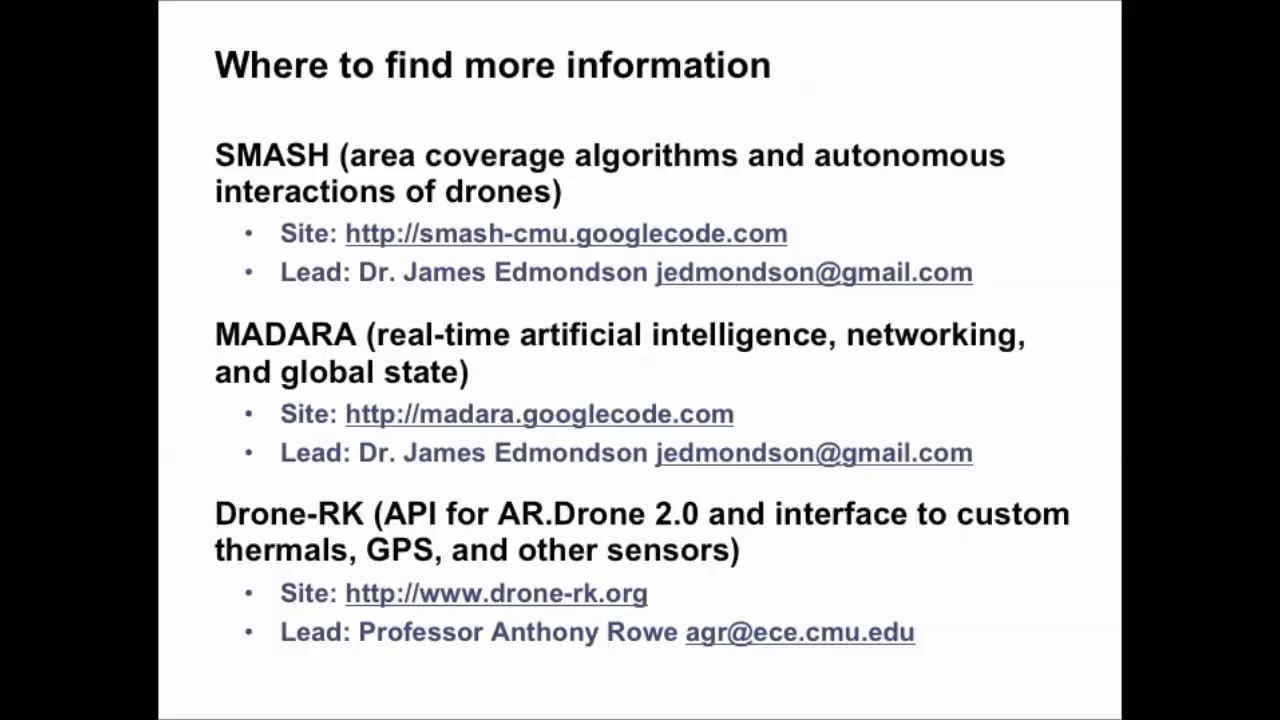 Where to find more information
SMASH (area coverage algorithms and autonomous
interactions of drones)
• Site: http://smash-cmu.googlecode.com
• Lead: Dr. James Edmondson jedmondson@gmail.com
MADARA (real-time artificial intelligence, networking,
and global state)
• Site: http://madara.googlecode.com
• Lead: Dr. James Edmondson jedmondson@gmail.com
Drone-RK (API for AR.Drone 2.0 and interface to custom
thermals, GPS, and other sensors)
• Site: http://www.drone-rk.org
• Lead: Professor Anthony Rowe agr@ece.cmu.edu